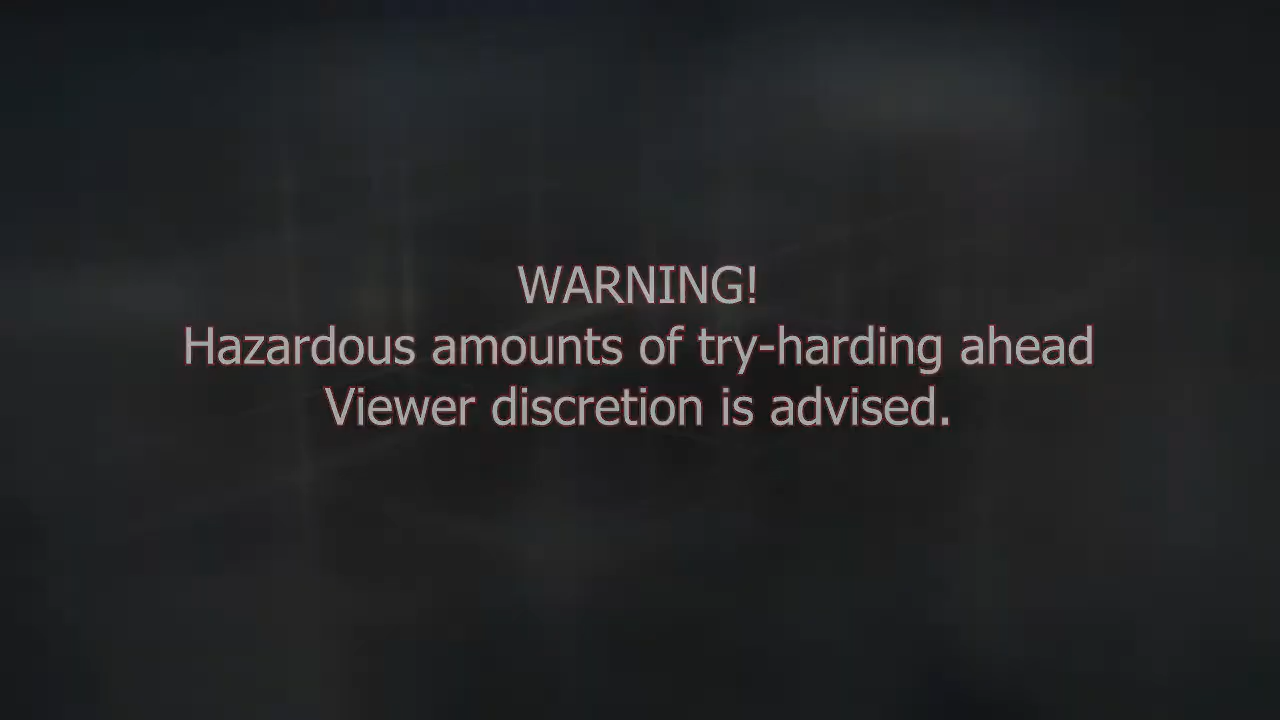 WARNING!
Hazardous amounts of try-harding ahead
Viewer discretion is advised.